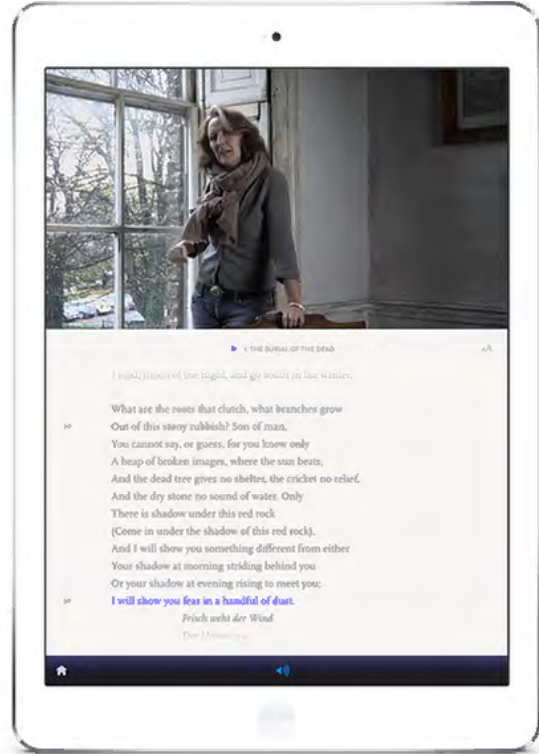 I. THE BURIAL OF THE DEAD
AA
I read, much of the night, and go south in the winter.
What are the roots that clutch, what branches grow
Out of this stony rubbish? Son of man,
You cannot say, or guess, for you know only
A heap of broken images, where the sun beats,
And the dead tree gives no shelter, the cricket no relief,
And the dry stone no sound of water. Only
There is shadow under this red rock
(Come in under the shadow of this red rock),
And I will show you something different from either
Your shadow at morning striding behind you
Or your shadow at evening rising to meet you;
I will show you fear in a handful of dust.
Frisch weht der Wind